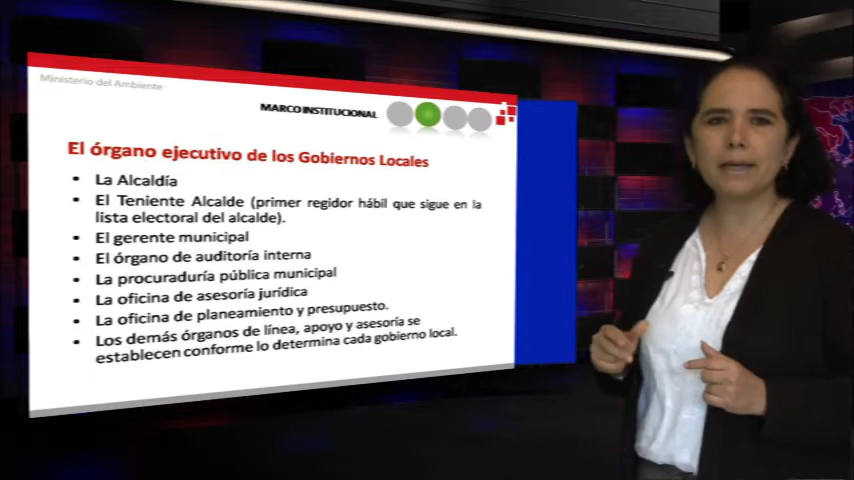 Ministerio del Ambiente
MARCO INSTITUCIONAL
El órgano ejecutivo de los Gobiernos Locales
• La Alcaldía
• El Teniente Alcalde (primer regidor hábil que sigue en la
lista electoral del alcalde).
• El gerente municipal
• El órgano de auditoría interna
• La procuraduría pública municipal
• La oficina de asesoría jurídica
• La oficina de planeamiento y presupuesto.
• Los demás órganos de línea, apoyo y asesoría se
establecen conforme lo determina cada gobierno local.